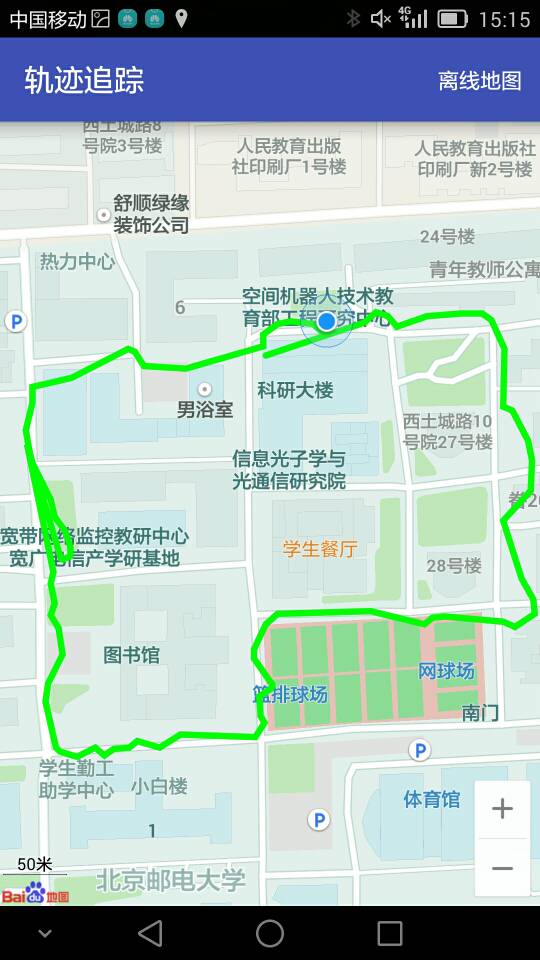 中国移动
4G
15:15
轨迹追踪
离线地图
西土城路8
号院3号楼
人民教育出版
社印刷厂1号楼
人民教育出版社
印刷厂新2号楼
舒顺绿缘
装饰公司
24号楼
热力中心
青年教师公寓
6
空间机器人技术教
育部工程研究中心
P
科研大楼
男浴室
西土城路10
号院27号楼
信息光子学与
光通信研究院
宽带网络监控教研中心
宽广电信产学研基地
学生餐厅
28号楼
图书馆
网球场
篮排球场
南门
P
学生勤工
助学中心
小白楼
体育馆
P
1
50米
北京邮电大学
Bai du 地图